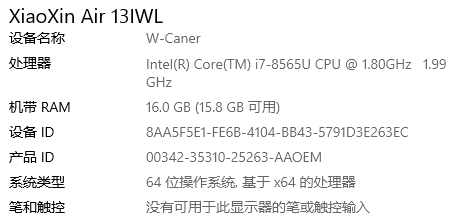 XiaoXin Air 13IWL
设备名称 W-Caner
处理器 Intel(R) Core(TM) i7-8565U CPU @ 1.80GHz 1.99
GHz
机带 RAM 16.0 GB (15.8 GB 可用)
设备 ID 8AA5F5E1-FE6B-4104-BB43-5791D3E263EC
产品 ID 00342-35310-25263-AAOEM
系统类型 64 位操作系统, 基于 x64 的处理器
笔和触控 没有可用于此显示器的笔或触控输入